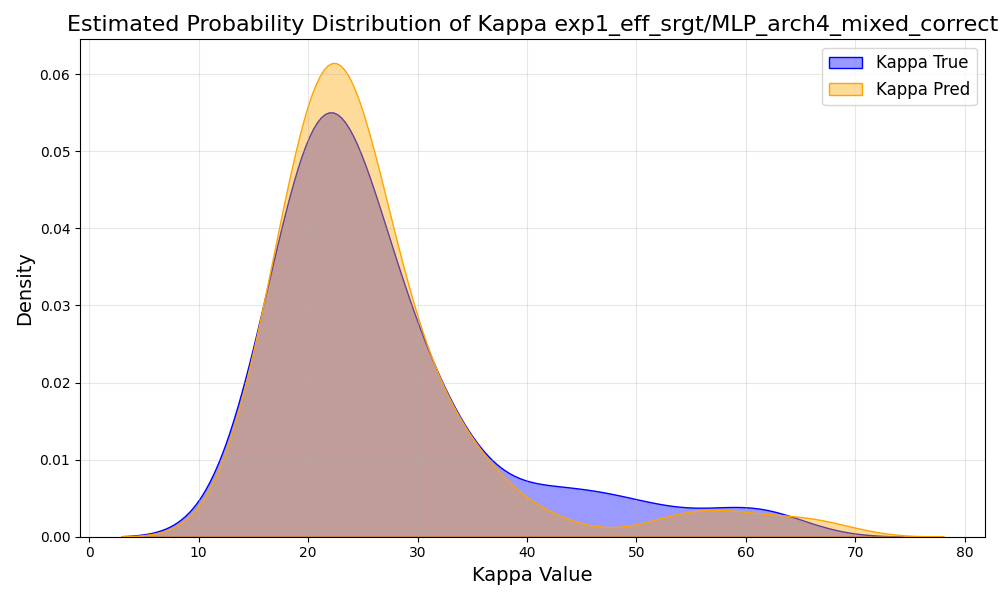 Estimated Probability Distribution of Kappa exp1_eff_srgt/MLP_arch4_mixed_correct
Kappa True
Kappa Pred
0.06
0.05
0.04
0.03
0.02
0.01
0.00
Density
0 10 20 30 40 50 60 70 80
Kappa Value